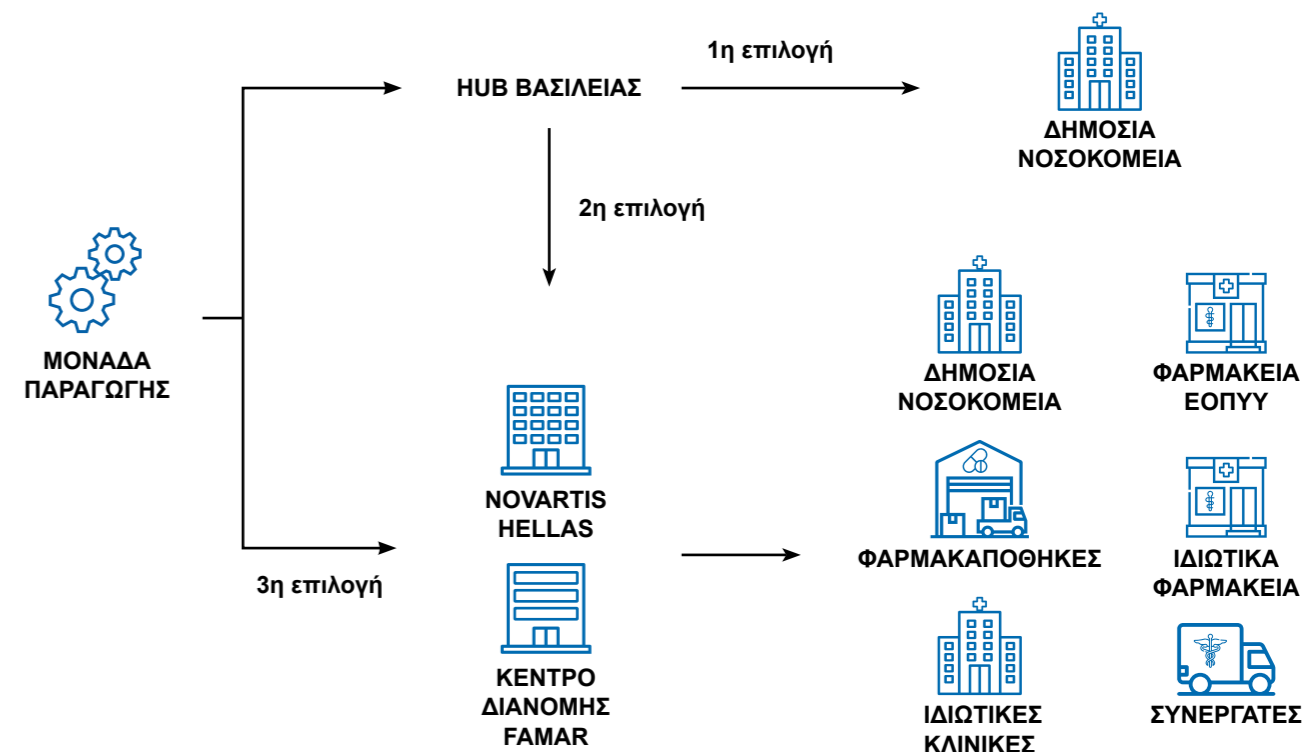 1η επιλογή
HUB ΒΑΣΙΛΕΙΑΣ
ΔΗΜΟΣΙΑ
ΝΟΣΟΚΟΜΕΙΑ
2η επιλογή
ΜΟΝΑΔΑ
ΠΑΡΑΓΩΓΗΣ
ΔΗΜΟΣΙΑ
ΝΟΣΟΚΟΜΕΙΑ
ΦΑΡΜΑΚΕΙΑ
ΕΟΠΥΥ
NOVARTIS
HELLAS
3η επιλογή
ΦΑΡΜΑΚΑΠΟΘΗΚΕΣ
ΙΔΙΩΤΙΚΑ
ΦΑΡΜΑΚΕΙΑ
ΚΕΝΤΡΟ
ΔΙΑΝΟΜΗΣ
FAMAR
ΙΔΙΩΤΙΚΕΣ
ΚΛΙΝΙΚΕΣ
ΣΥΝΕΡΓΑΤΕΣ